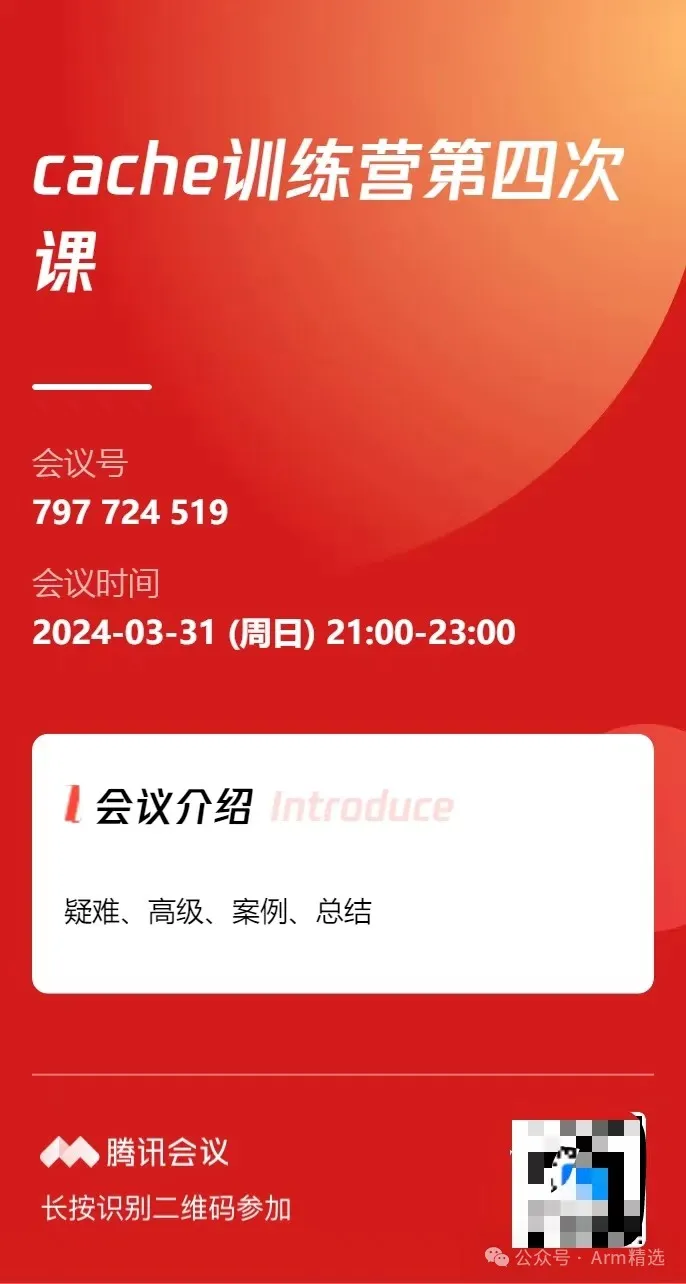 cache训练营第四次
课
会议号
797 724 519
会议时间
2024-03-31 (周日) 21:00-23:00
会议介绍 Introduce
疑难、高级、案例、总结
腾讯会议
长按识别二维码参加
公众号 · Arm精选